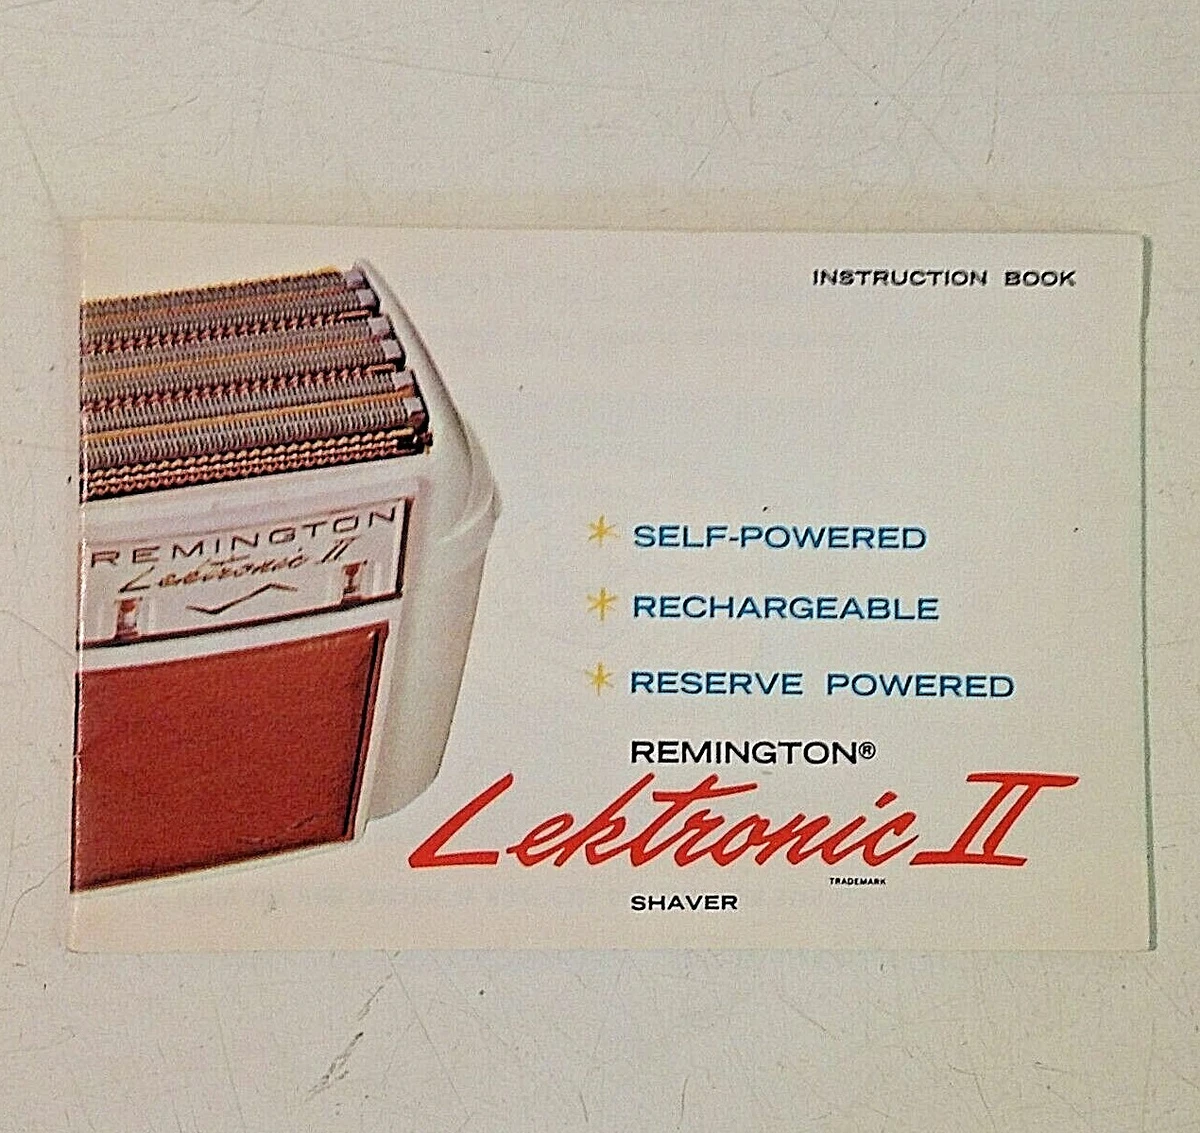 INSTRUCTION BOOK
REMINGTON
Lektronic II
* SELF-POWERED
* RECHARGEABLE
* RESERVE POWERED
REMINGTON®
Lektronic II
TRADEMARK
SHAVER